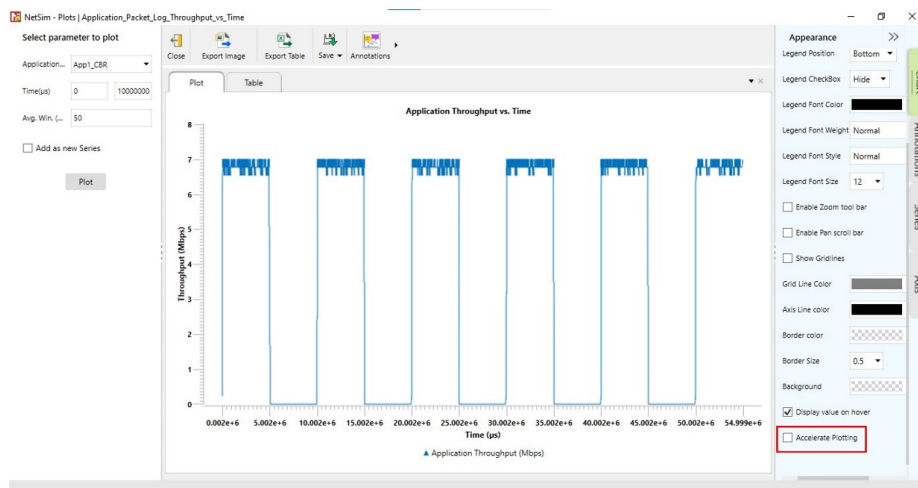 NetSim - Plots | Application_Packet_Log_Throughput_vs_Time
Select parameter to plot
Application... App1_CBR
Time(μs) 0 10000000
Avg. Win. (... 50
Add as new Series
Plot
Close Export Image Export Table Save Annotations
Plot Table
Application Throughput vs. Time
Throughput (Mbps)
8
7
6
5
4
3
2
1
0
0.002e+6 5.002e+6 10.002e+6 15.002e+6 20.002e+6 25.002e+6 30.002e+6 35.002e+6 40.002e+6 45.002e+6 50.002e+6 54.999e+6
Time (μs)
Application Throughput (Mbps)
Appearance
Legend Position Bottom
Legend CheckBox Hide
Legend Font Color
Legend Font Weight Normal
Legend Font Style Normal
Legend Font Size 12
Enable Zoom tool bar
Enable Pan scroll bar
Show Gridlines
Grid Line Color
Axis Line color
Border color
Border Size 0.5
Background
Display value on hover
Accelerate Plotting
Annotations
Series
Axis